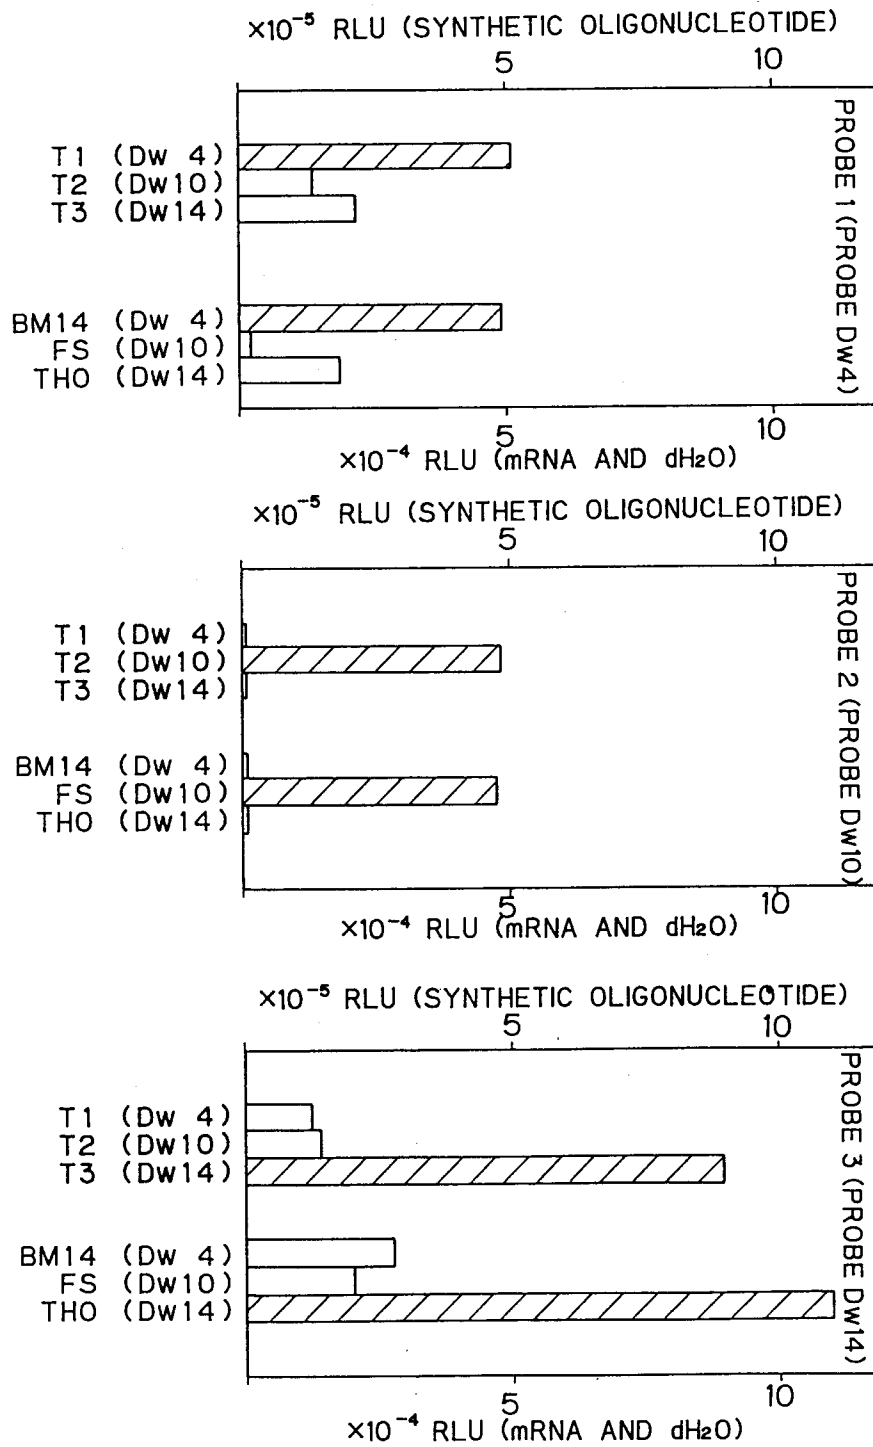 ×10⁻⁵ RLU (SYNTHETIC OLIGONUCLEOTIDE)
5 10
T1 (Dw 4)
T2 (Dw10)
T3 (Dw14)
BM14 (Dw 4)
FS (Dw10)
THO (Dw14)
PROBE 1 (PROBE Dw4)
5 10
×10⁻⁴ RLU (mRNA AND dH₂O)
×10⁻⁵ RLU (SYNTHETIC OLIGONUCLEOTIDE)
5 10
T1 (Dw 4)
T2 (Dw10)
T3 (Dw14)
BM14 (Dw 4)
FS (Dw10)
THO (Dw14)
PROBE 2 (PROBE Dw10)
5 10
×10⁻⁴ RLU (mRNA AND dH₂O)
×10⁻⁵ RLU (SYNTHETIC OLIGONUCLEOTIDE)
5 10
T1 (Dw 4)
T2 (Dw10)
T3 (Dw14)
BM14 (Dw 4)
FS (Dw10)
THO (Dw14)
PROBE 3 (PROBE Dw14)
5 10
×10⁻⁴ RLU (mRNA AND dH₂O)